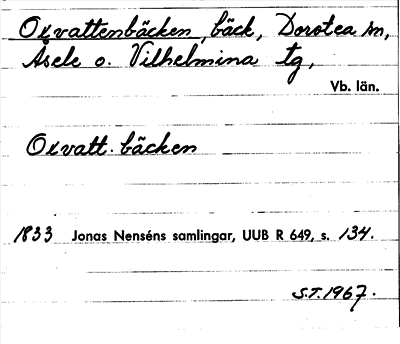 Oxvattenbäcken, bäck, Dorotea sn,
Åsele o. Vilhelmina tg,
Vb. län.
Oxvatt. bäcken
1833 Jonas Nenséns samlingar, UUB R 649, s. 134.
S.T. 1967.